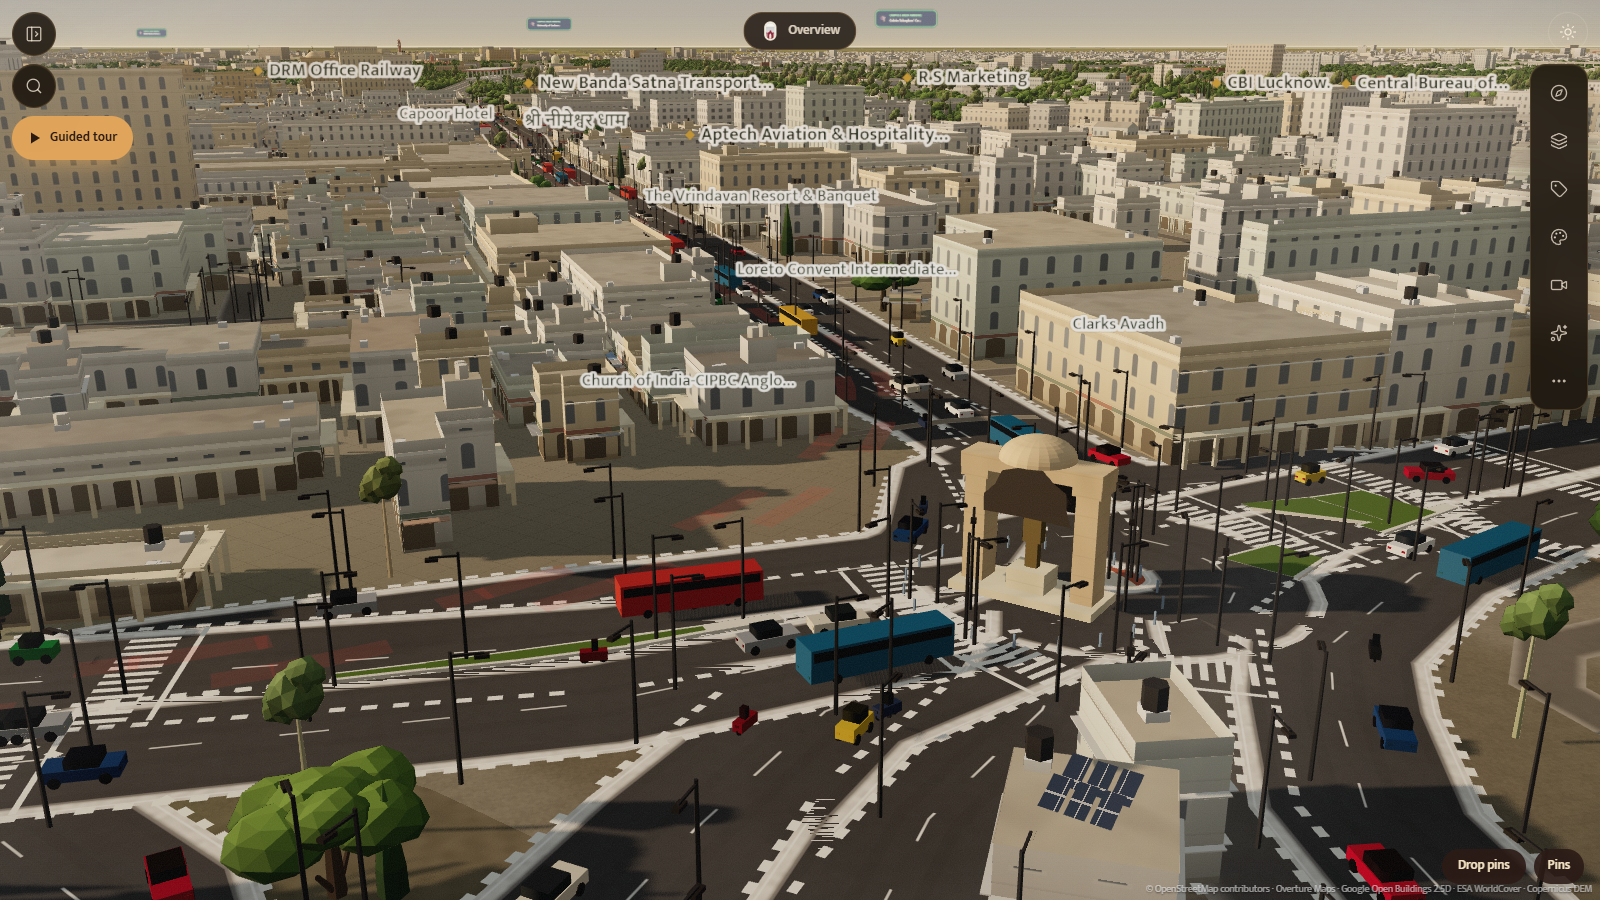 Overview
DRM Office Railway
New Banda Satna Transport...
R S Marketing
CBI Lucknow.
Central Bureau of...
Capoor Hotel
श्री नीमेश्वर धाम
Guided tour
Aptech Aviation & Hospitality...
The Vrindavan Resort & Banquet
Loreto Convent Intermediate...
Clarks Avadh
Church of India-CIPBC Anglo...
Drop pins
Pins
© OpenStreetMap contributors · Overture Maps · Google Open Buildings 2.5D · ESA WorldCover · Copernicus DEM